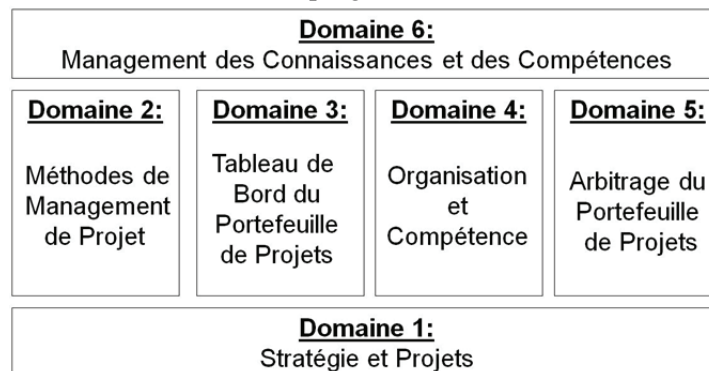 Domaine 6:
Management des Connaissances et des Compétences
Domaine 2:
Méthodes de
Management
de Projet
Domaine 3:
Tableau de
Bord du
Portefeuille
de Projets
Domaine 4:
Organisation
et
Compétence
Domaine 5:
Arbitrage du
Portefeuille
de Projets
Domaine 1:
Stratégie et Projets